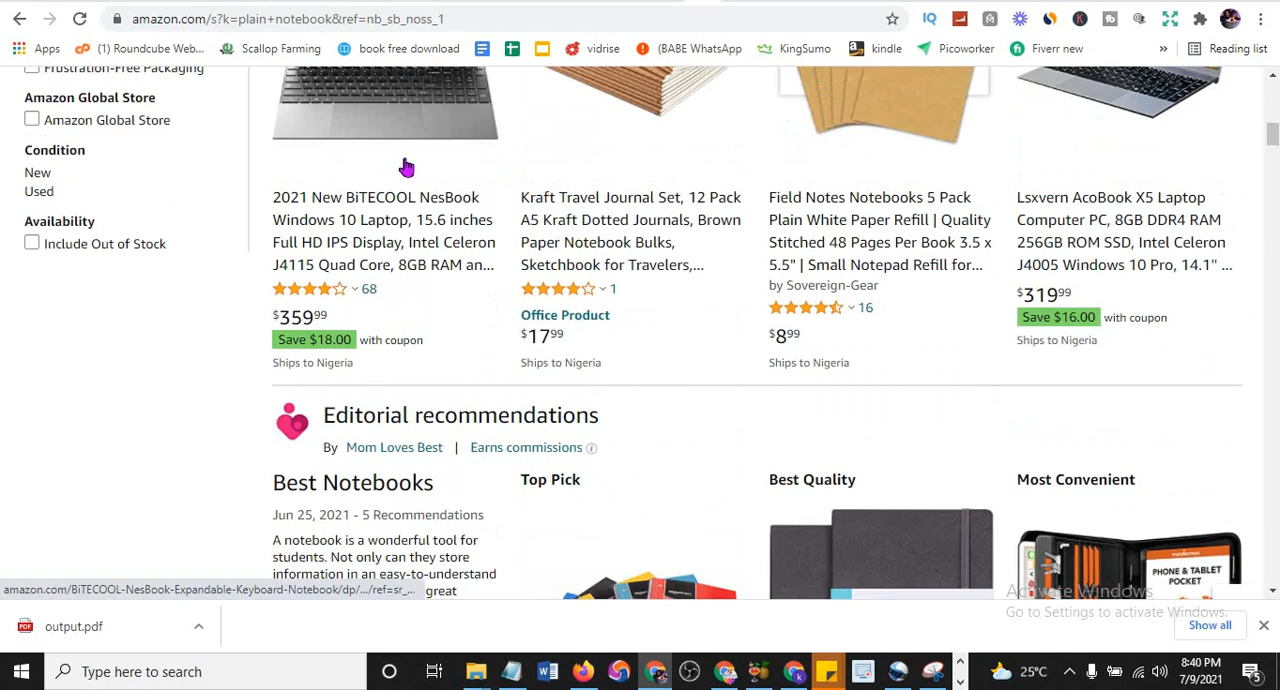 amazon.com/s?k=plain+notebook&ref=nb_sb_noss_1
Apps (1) Roundcube Web... Scallop Farming book free download vidrise (BABE WhatsApp KingSumo kindle Picoworker Fiverr new » Reading list
Frustration-Free Packaging
Amazon Global Store
Amazon Global Store
Condition
New
Used
Availability
Include Out of Stock
2021 New BiTECOOL NesBook
Windows 10 Laptop, 15.6 inches
Full HD IPS Display, Intel Celeron
J4115 Quad Core, 8GB RAM an...
68
$359.99
Save $18.00 with coupon
Ships to Nigeria
Kraft Travel Journal Set, 12 Pack
A5 Kraft Dotted Journals, Brown
Paper Notebook Bulks,
Sketchbook for Travelers,...
1
Office Product
$17.99
Ships to Nigeria
Field Notes Notebooks 5 Pack
Plain White Paper Refill | Quality
Stitched 48 Pages Per Book 3.5 x
5.5" | Small Notepad Refill for...
by Sovereign-Gear
16
$8.99
Ships to Nigeria
Lsxvern AcoBook X5 Laptop
Computer PC, 8GB DDR4 RAM
256GB ROM SSD, Intel Celeron
J4005 Windows 10 Pro, 14.1" ...
$319.99
Save $16.00 with coupon
Ships to Nigeria
Editorial recommendations
By Mom Loves Best | Earns commissions
Best Notebooks
Jun 25, 2021 - 5 Recommendations
A notebook is a wonderful tool for
students. Not only can they store
information in an easy-to-understand
great
Top Pick
Best Quality
Most Convenient
PHONE & TABLET
POCKET
amazon.com/BiTECOOL-NesBook-Expandable-Keyboard-Notebook/dp/.../ref=sr_...
Activate Windows
Go to Settings to activate Windows.
output.pdf
Show all
Type here to search
25°C
8:40 PM
7/9/2021
5